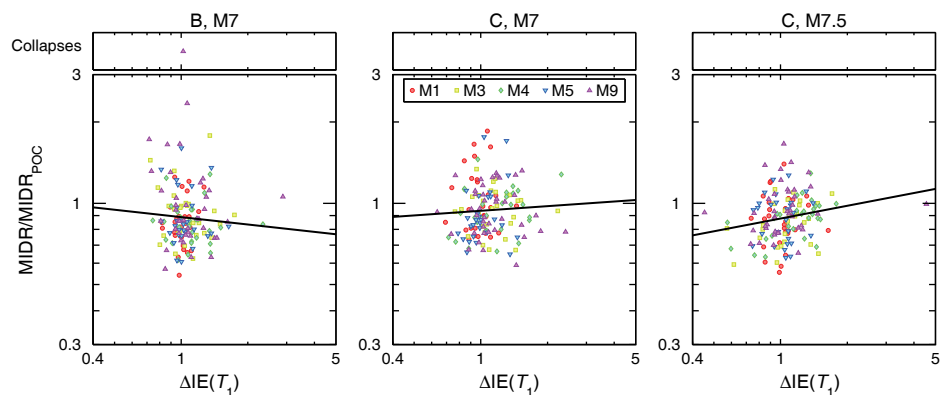 B, M7 C, M7 C, M7.5
Collapses
3 3 3
M1 M3 M4 M5 M9
MIDR/MIDR_POC
1 1 1
0.3 0.3 0.3
0.4 1 5 0.4 1 5 0.4 1 5
ΔIE(T₁) ΔIE(T₁) ΔIE(T₁)